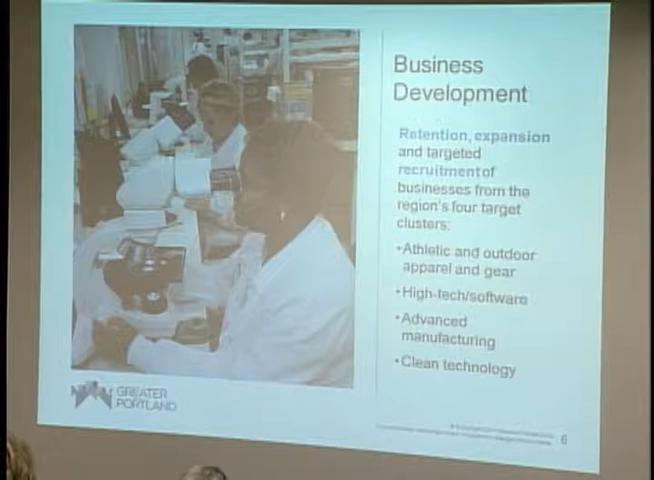 Business
Development
Retention, expansion
and targeted
recruitment of
businesses from the
region's four target
clusters:
•Athletic and outdoor
apparel and gear
•High-tech/software
•Advanced
manufacturing
•Clean technology
GREATER
PORTLAND
6